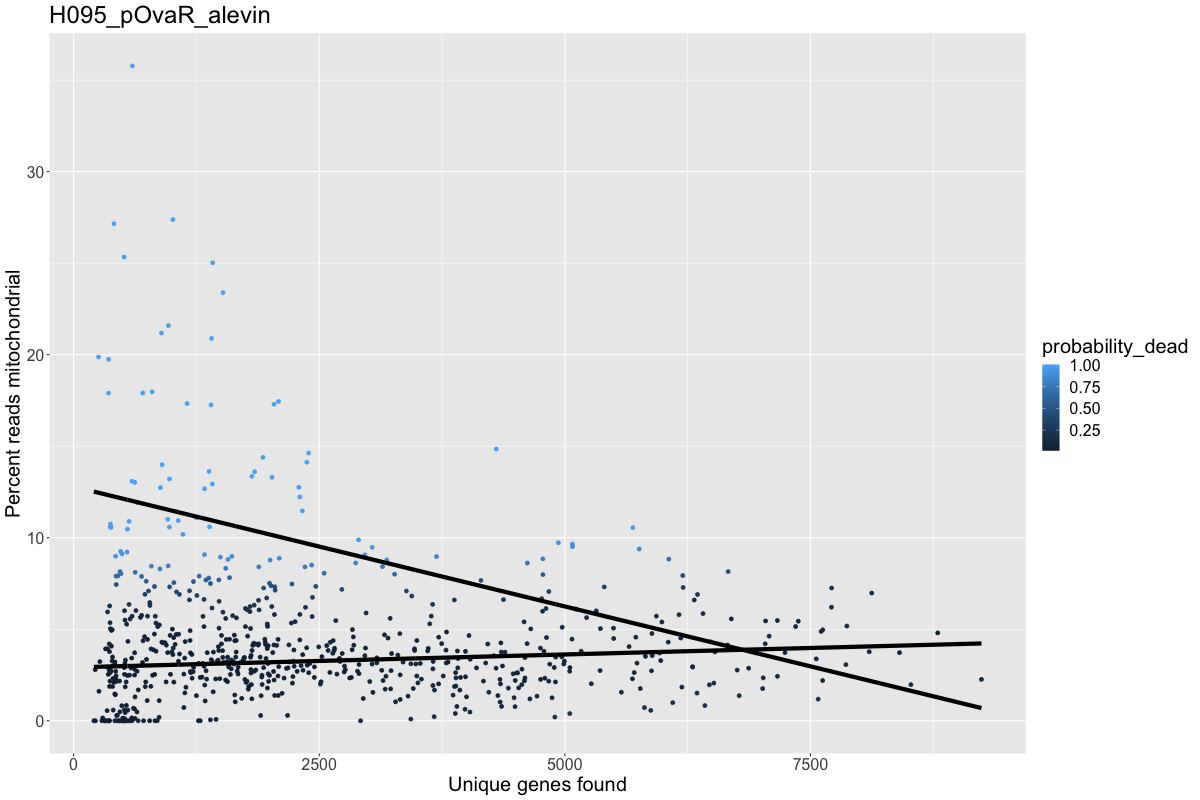 H095_pOvaR_alevin
Percent reads mitochondrial
30
20
10
0
0 2500 5000 7500
Unique genes found
probability_dead
1.00
0.75
0.50
0.25